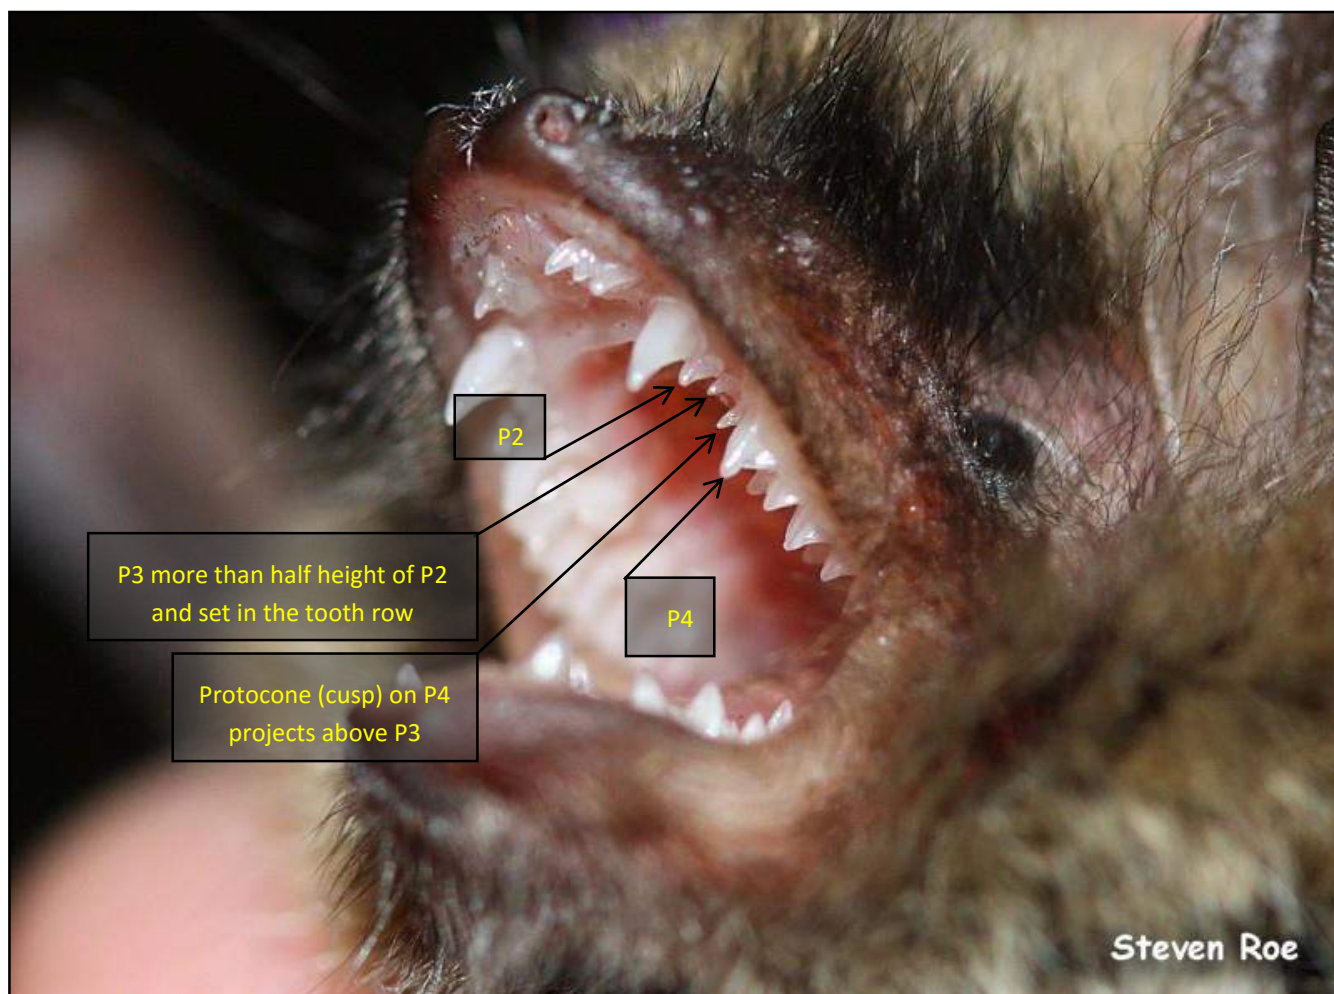 P2
P3 more than half height of P2
and set in the tooth row
P4
Protocone (cusp) on P4
projects above P3
Steven Roe